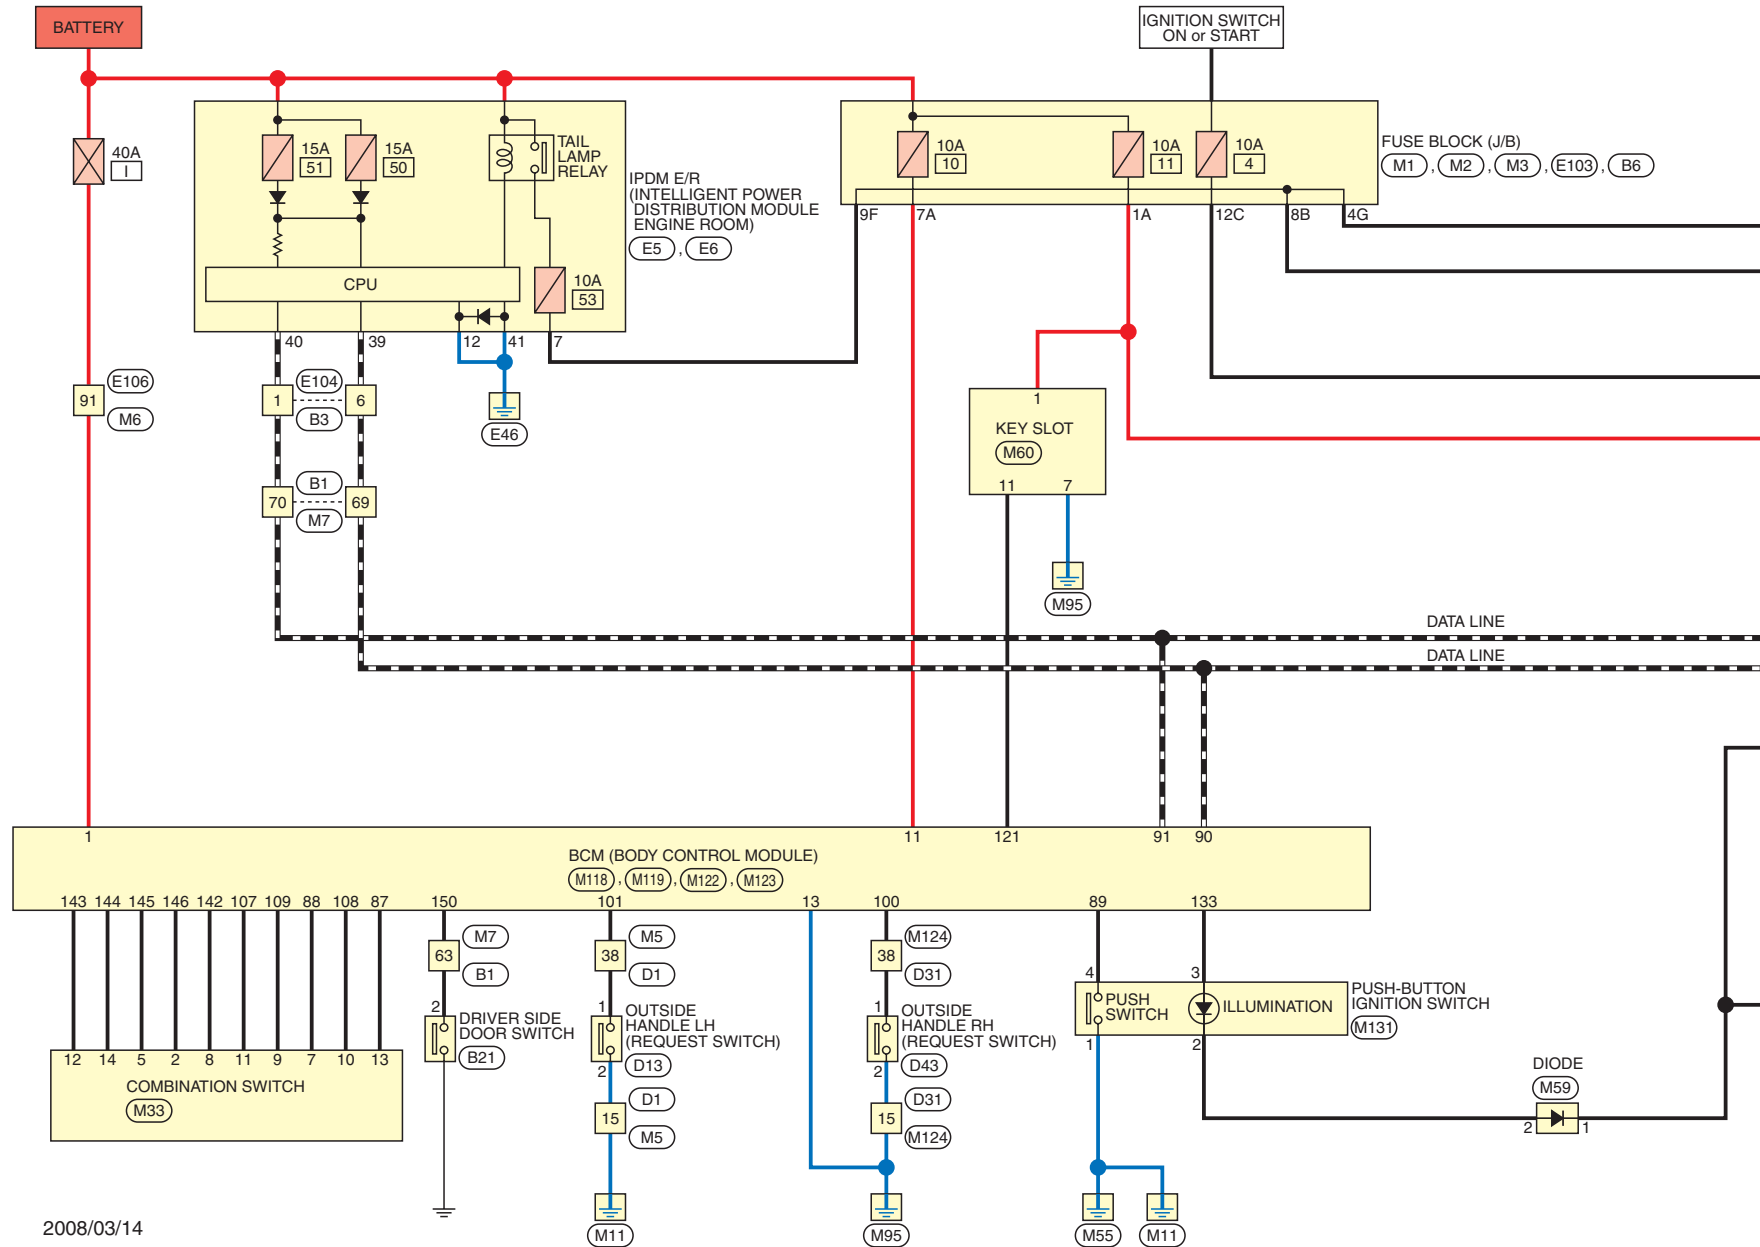 BATTERY
IGNITION SWITCH
ON or START
40A
I
15A
51
15A
50
TAIL
LAMP
RELAY
IPDM E/R
(INTELLIGENT POWER
DISTRIBUTION MODULE
ENGINE ROOM)
E5 , E6
CPU
10A
53
40
39
12
41
7
10A
10
10A
11
10A
4
FUSE BLOCK (J/B)
M1 , M2 , M3 , E103 , B6
9F
7A
1A
12C
8B
4G
91
E106
M6
1
E104
B3
6
E46
70
B1
M7
69
1
KEY SLOT
M60
11
7
M95
DATA LINE
DATA LINE
1
11
121
91
90
BCM (BODY CONTROL MODULE)
M118 , M119 , M122 , M123
143 144 145 146 142 107 109 88 108 87
150
101
13
100
89
133
12 14 5 2 8 11 9 7 10 13
COMBINATION SWITCH
M33
63
M7
B1
2
DRIVER SIDE
DOOR SWITCH
B21
38
M5
D1
1
OUTSIDE
HANDLE LH
(REQUEST SWITCH)
2
D13
15
D1
M5
M11
38
M124
D31
1
OUTSIDE
HANDLE RH
(REQUEST SWITCH)
2
D43
15
D31
M124
M95
4
3
PUSH
SWITCH
ILLUMINATION
PUSH-BUTTON
IGNITION SWITCH
M131
1
2
M55
M11
DIODE
M59
2
1
2008/03/14